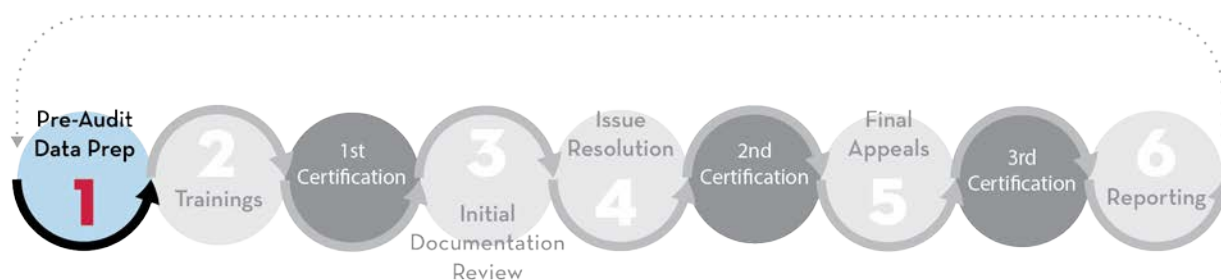 Pre-Audit
Data Prep
1
2
Trainings
1st
Certification
3
Initial
Documentation
Review
Issue
Resolution
4
2nd
Certification
Final
Appeals
5
3rd
Certification
6
Reporting